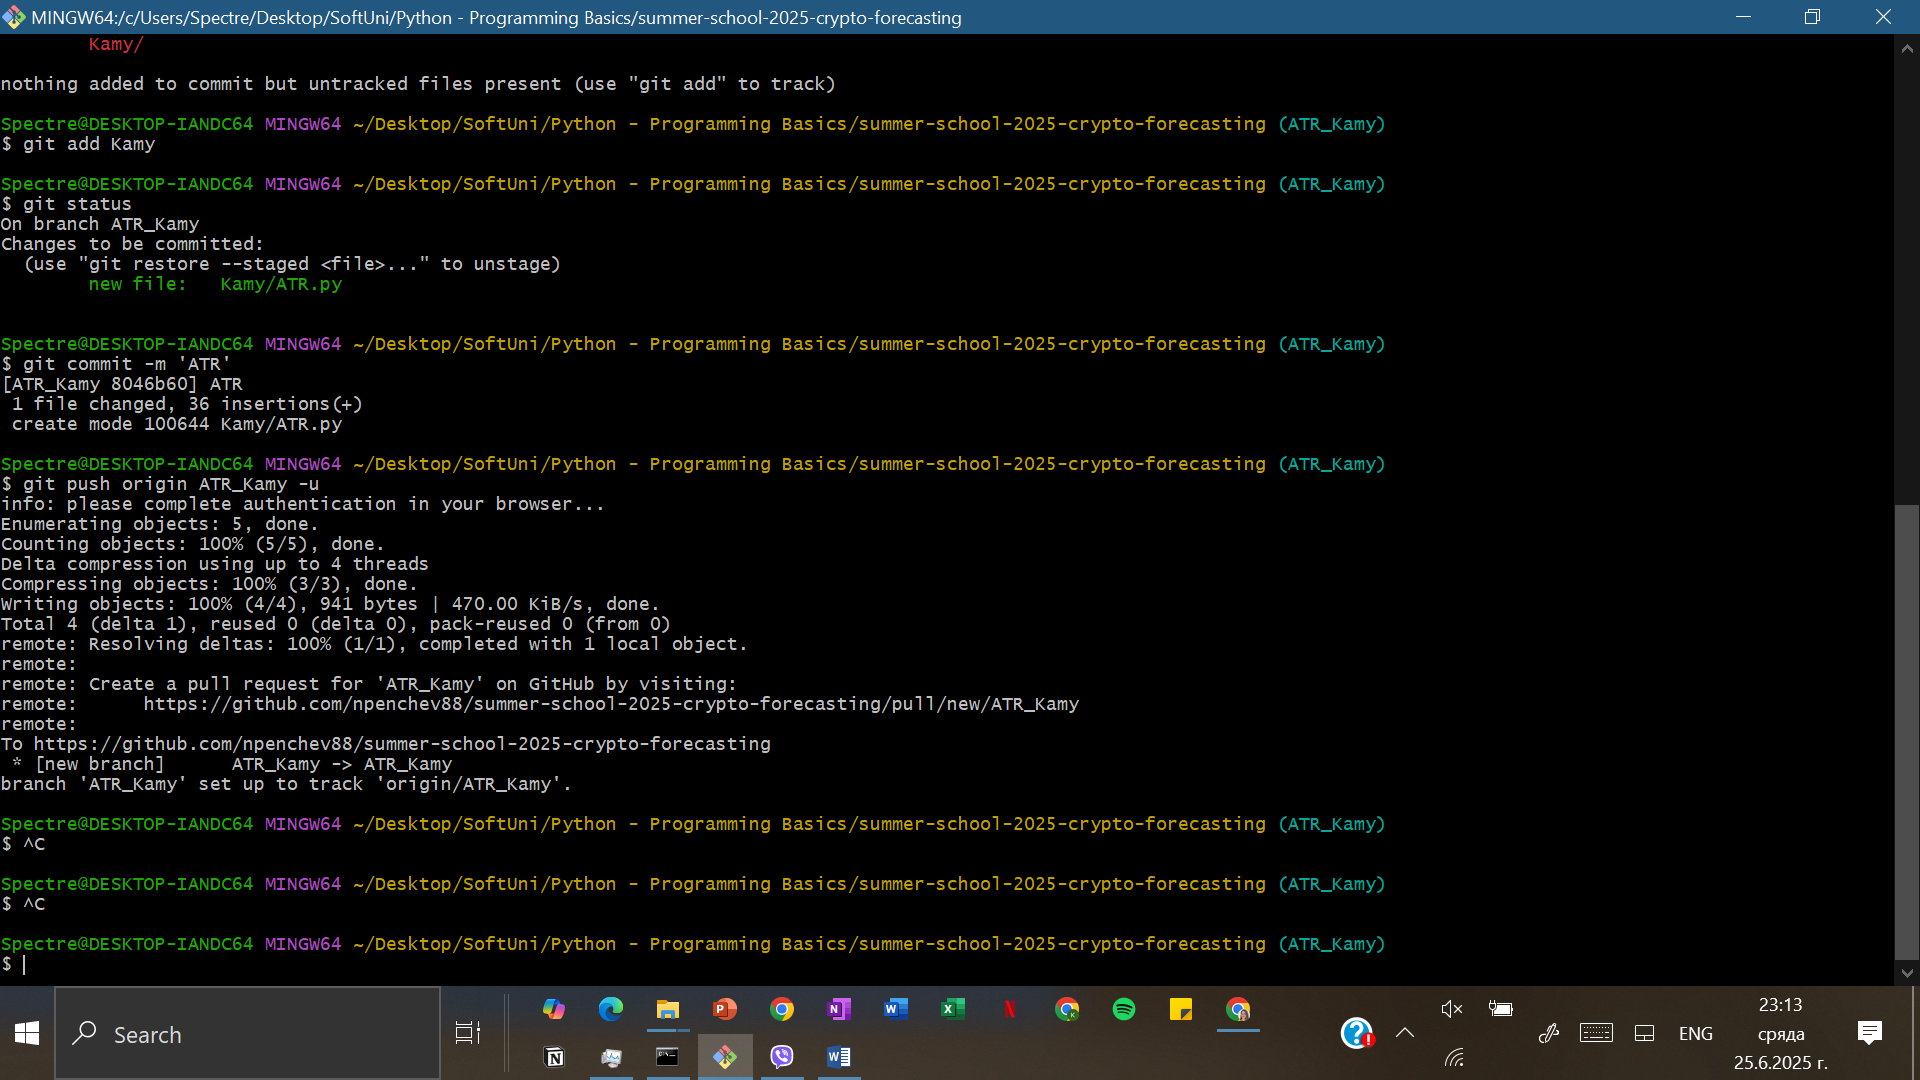 MINGW64:/c/Users/Spectre/Desktop/SoftUni/Python - Programming Basics/summer-school-2025-crypto-forecasting
        Kamy/
nothing added to commit but untracked files present (use "git add" to track)
Spectre@DESKTOP-IANDC64 MINGW64 ~/Desktop/SoftUni/Python - Programming Basics/summer-school-2025-crypto-forecasting (ATR_Kamy)
$ git add Kamy
Spectre@DESKTOP-IANDC64 MINGW64 ~/Desktop/SoftUni/Python - Programming Basics/summer-school-2025-crypto-forecasting (ATR_Kamy)
$ git status
On branch ATR_Kamy
Changes to be committed:
  (use "git restore --staged <file>..." to unstage)
        new file:   Kamy/ATR.py
Spectre@DESKTOP-IANDC64 MINGW64 ~/Desktop/SoftUni/Python - Programming Basics/summer-school-2025-crypto-forecasting (ATR_Kamy)
$ git commit -m 'ATR'
[ATR_Kamy 8046b60] ATR
 1 file changed, 36 insertions(+)
 create mode 100644 Kamy/ATR.py
Spectre@DESKTOP-IANDC64 MINGW64 ~/Desktop/SoftUni/Python - Programming Basics/summer-school-2025-crypto-forecasting (ATR_Kamy)
$ git push origin ATR_Kamy -u
info: please complete authentication in your browser...
Enumerating objects: 5, done.
Counting objects: 100% (5/5), done.
Delta compression using up to 4 threads
Compressing objects: 100% (3/3), done.
Writing objects: 100% (4/4), 941 bytes | 470.00 KiB/s, done.
Total 4 (delta 1), reused 0 (delta 0), pack-reused 0 (from 0)
remote: Resolving deltas: 100% (1/1), completed with 1 local object.
remote:
remote: Create a pull request for 'ATR_Kamy' on GitHub by visiting:
remote:      https://github.com/npenchev88/summer-school-2025-crypto-forecasting/pull/new/ATR_Kamy
remote:
To https://github.com/npenchev88/summer-school-2025-crypto-forecasting
 * [new branch]      ATR_Kamy -> ATR_Kamy
branch 'ATR_Kamy' set up to track 'origin/ATR_Kamy'.
Spectre@DESKTOP-IANDC64 MINGW64 ~/Desktop/SoftUni/Python - Programming Basics/summer-school-2025-crypto-forecasting (ATR_Kamy)
$ ^C
Spectre@DESKTOP-IANDC64 MINGW64 ~/Desktop/SoftUni/Python - Programming Basics/summer-school-2025-crypto-forecasting (ATR_Kamy)
$ ^C
Spectre@DESKTOP-IANDC64 MINGW64 ~/Desktop/SoftUni/Python - Programming Basics/summer-school-2025-crypto-forecasting (ATR_Kamy)
$
Search
ENG
23:13
сряда
25.6.2025 г.